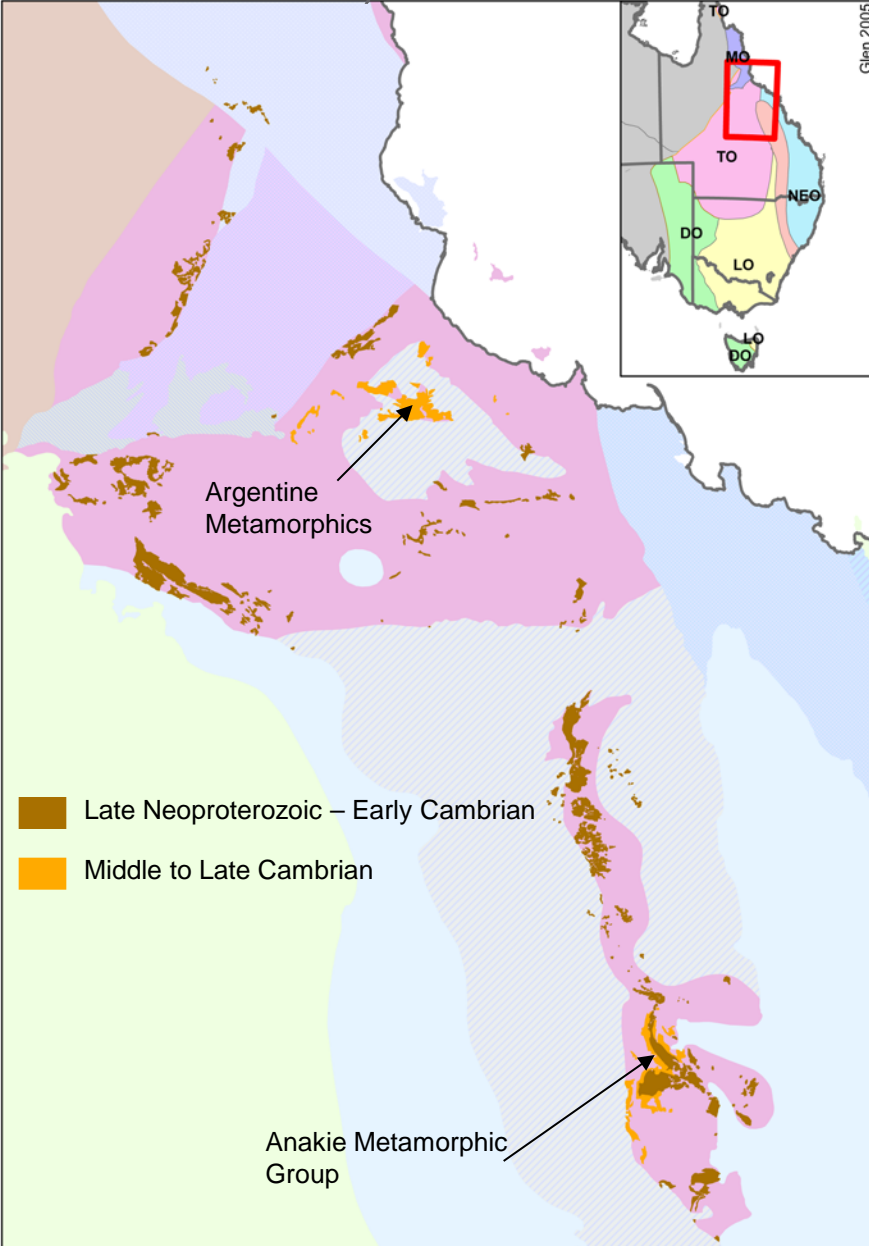 TO
MO
TO
NEO
DO
LO
LO
DO
Glen 2005
Argentine
Metamorphics
Late Neoproterozoic – Early Cambrian
Middle to Late Cambrian
Anakie Metamorphic
Group